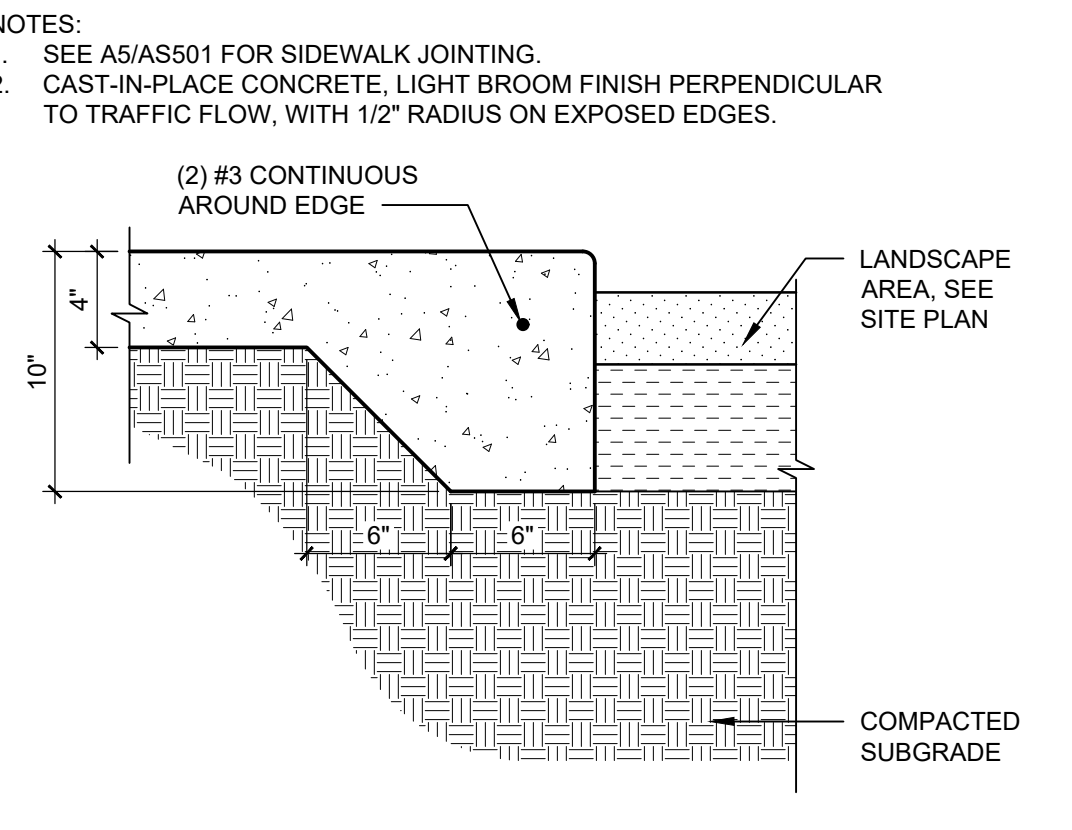 NOTES:
. SEE A5/AS501 FOR SIDEWALK JOINTING.
2. CAST-IN-PLACE CONCRETE, LIGHT BROOM FINISH PERPENDICULAR
TO TRAFFIC FLOW, WITH 1/2" RADIUS ON EXPOSED EDGES.
(2) #3 CONTINUOUS
AROUND EDGE
LANDSCAPE
AREA, SEE
SITE PLAN
4"
10"
6"
6"
COMPACTED
SUBGRADE